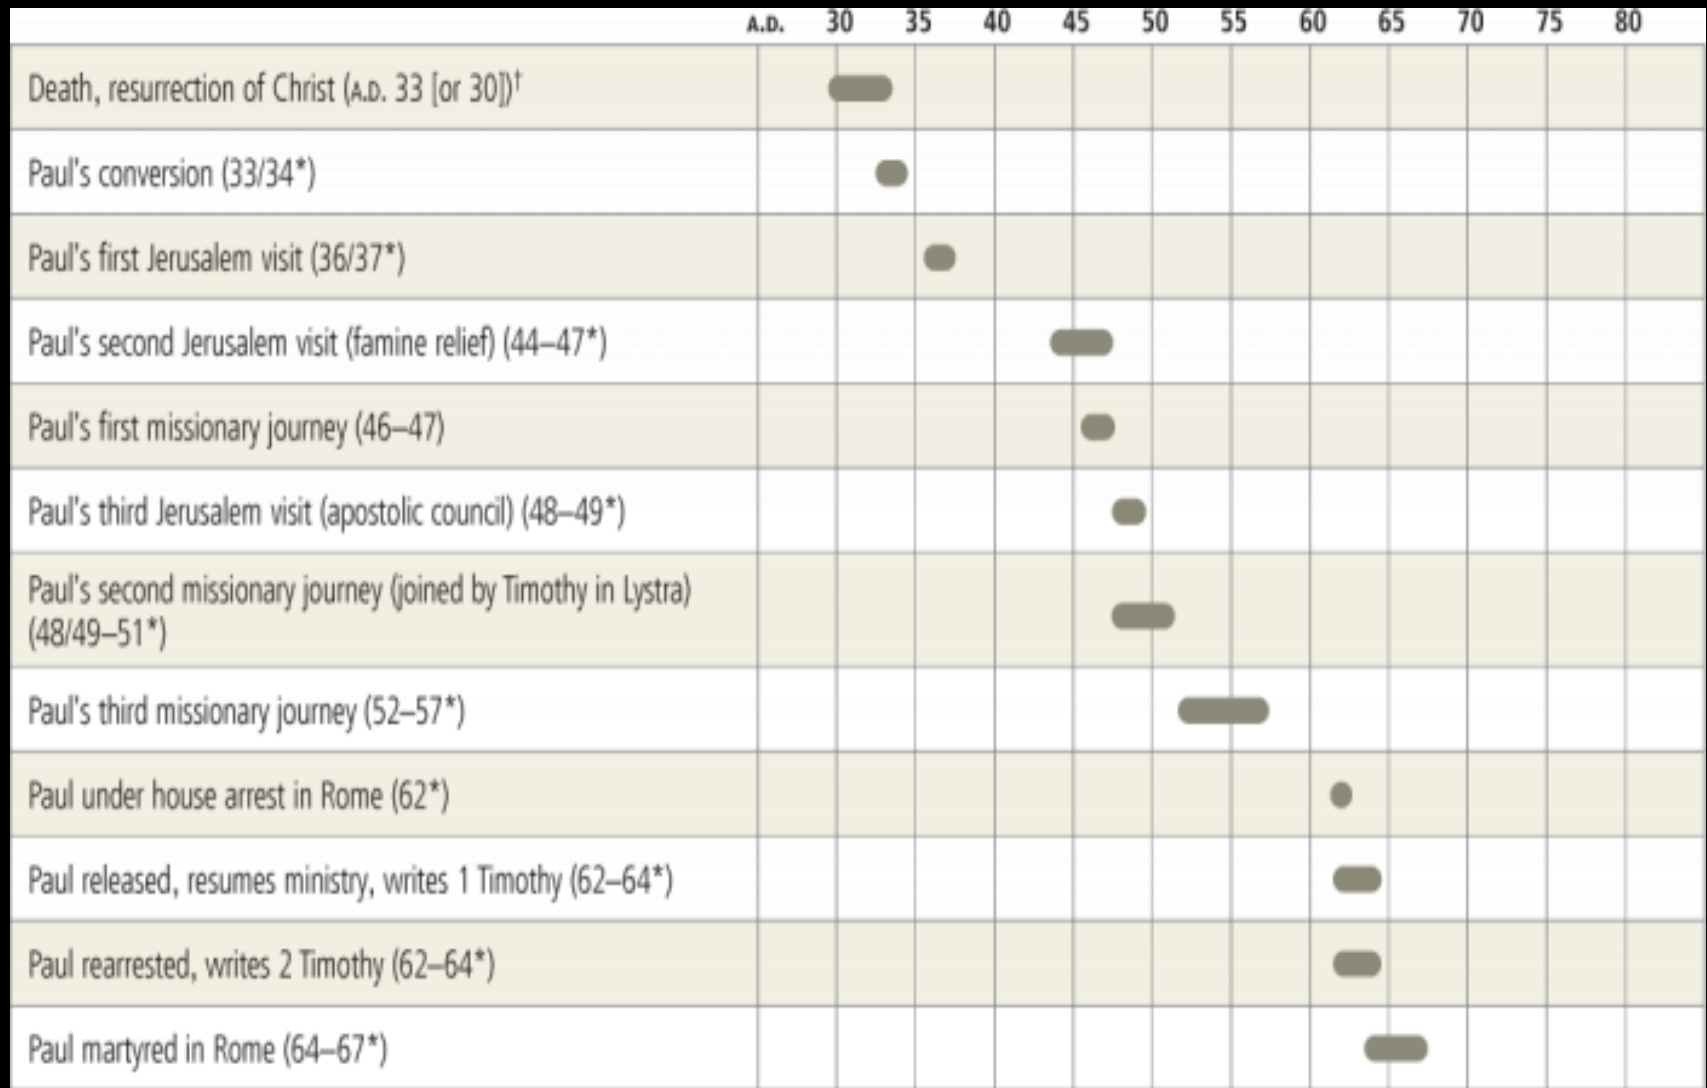 A.D. 30 35 40 45 50 55 60 65 70 75 80
Death, resurrection of Christ (A.D. 33 [or 30])†
Paul's conversion (33/34*)
Paul's first Jerusalem visit (36/37*)
Paul's second Jerusalem visit (famine relief) (44–47*)
Paul's first missionary journey (46–47)
Paul's third Jerusalem visit (apostolic council) (48–49*)
Paul's second missionary journey (joined by Timothy in Lystra)
(48/49–51*)
Paul's third missionary journey (52–57*)
Paul under house arrest in Rome (62*)
Paul released, resumes ministry, writes 1 Timothy (62–64*)
Paul rearrested, writes 2 Timothy (62–64*)
Paul martyred in Rome (64–67*)